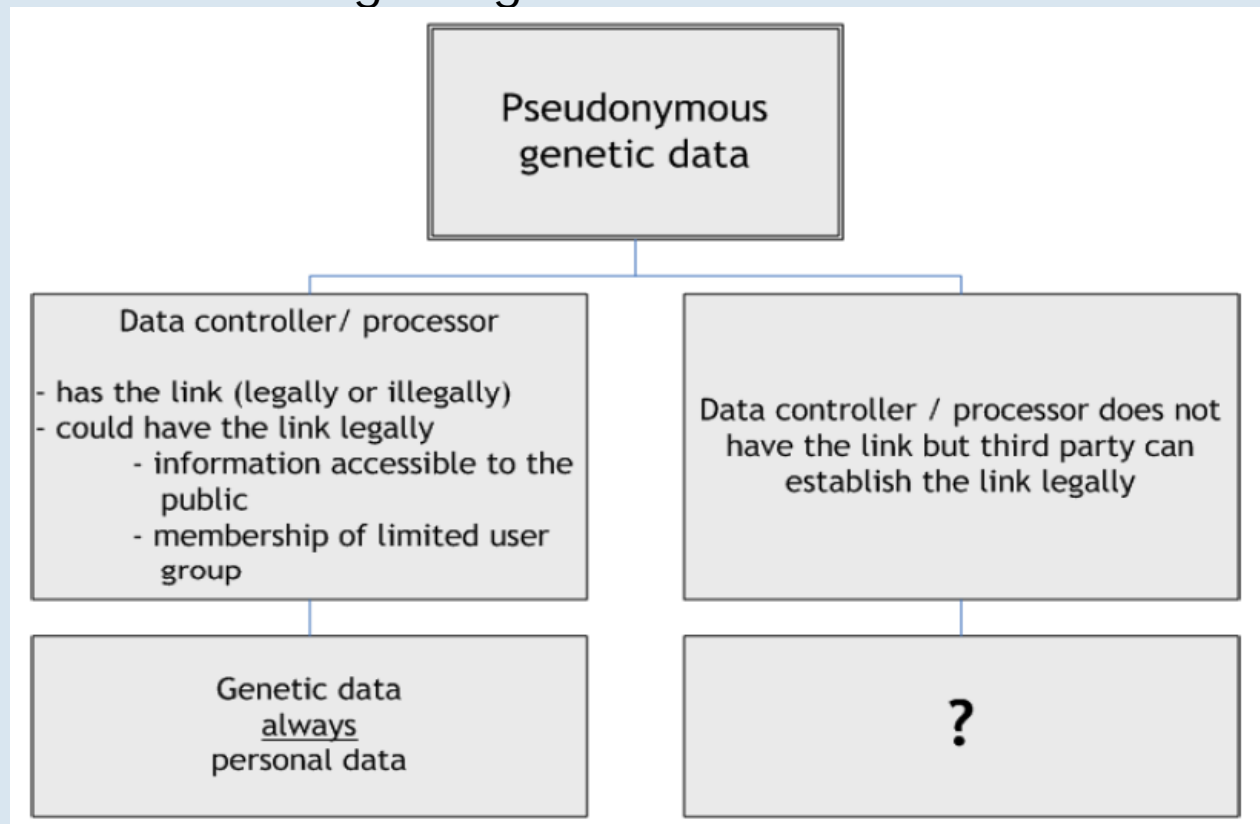 Pseudonymous
genetic data
Data controller/ processor
- has the link (legally or illegally)
- could have the link legally
- information accessible to the
public
- membership of limited user
group
Data controller / processor does not
have the link but third party can
establish the link legally
Genetic data
always
personal data
?